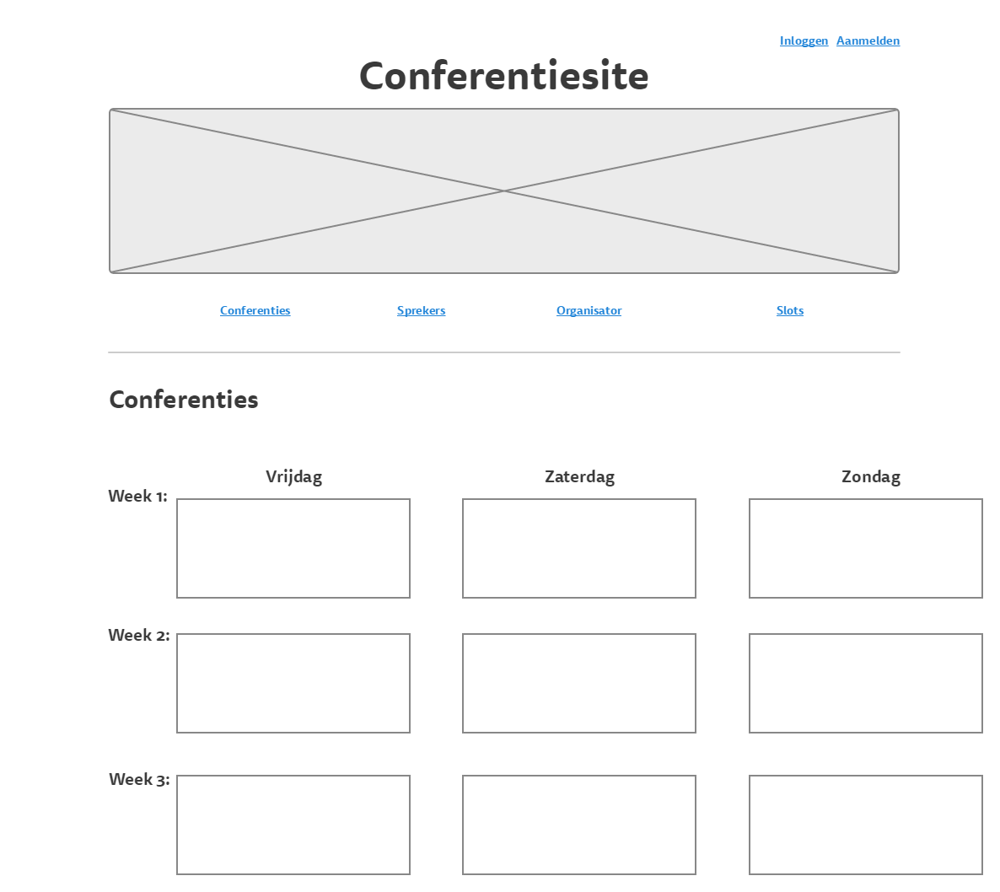 Inloggen Aanmelden
Conferentiesite
Conferenties Sprekers Organisator Slots
Conferenties
Vrijdag Zaterdag Zondag
Week 1:
Week 2:
Week 3: